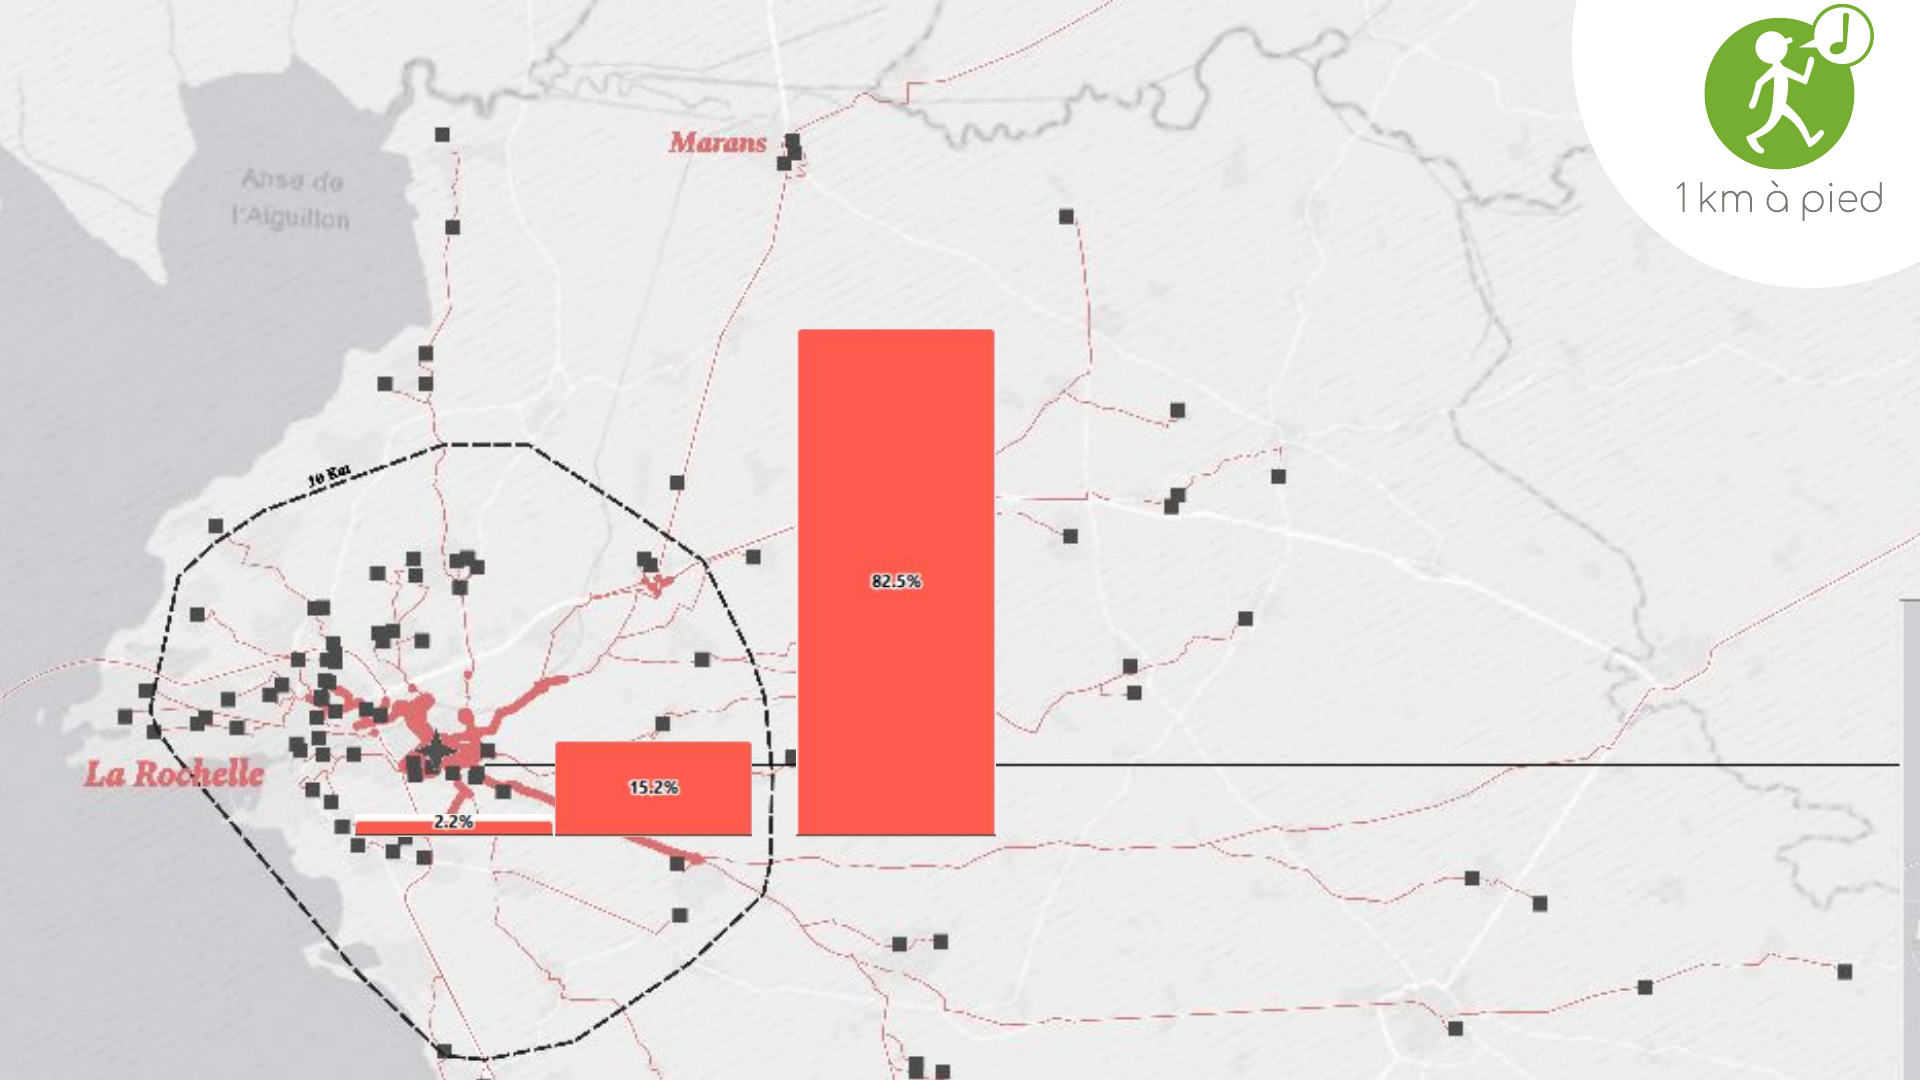 1 km à pied
Marans
Anse de
l'Aiguillon
10 Km
82.5%
La Rochelle
15.2%
2.2%